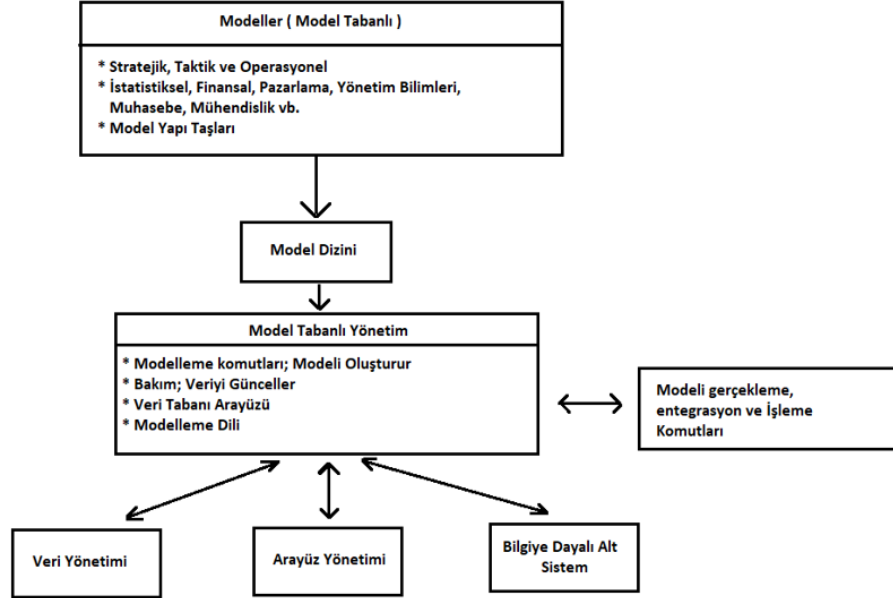 Modeller ( Model Tabanlı )
* Stratejik, Taktik ve Operasyonel
* İstatistiksel, Finansal, Pazarlama, Yönetim Bilimleri,
Muhasebe, Mühendislik vb.
* Model Yapı Taşları
Model Dizini
Model Tabanlı Yönetim
* Modelleme komutları; Modeli Oluşturur
* Bakım; Veriyi Günceller
* Veri Tabanı Arayüzü
* Modelleme Dili
Modeli gerçekleme,
entegrasyon ve İşleme
Komutları
Veri Yönetimi
Arayüz Yönetimi
Bilgiye Dayalı Alt
Sistem